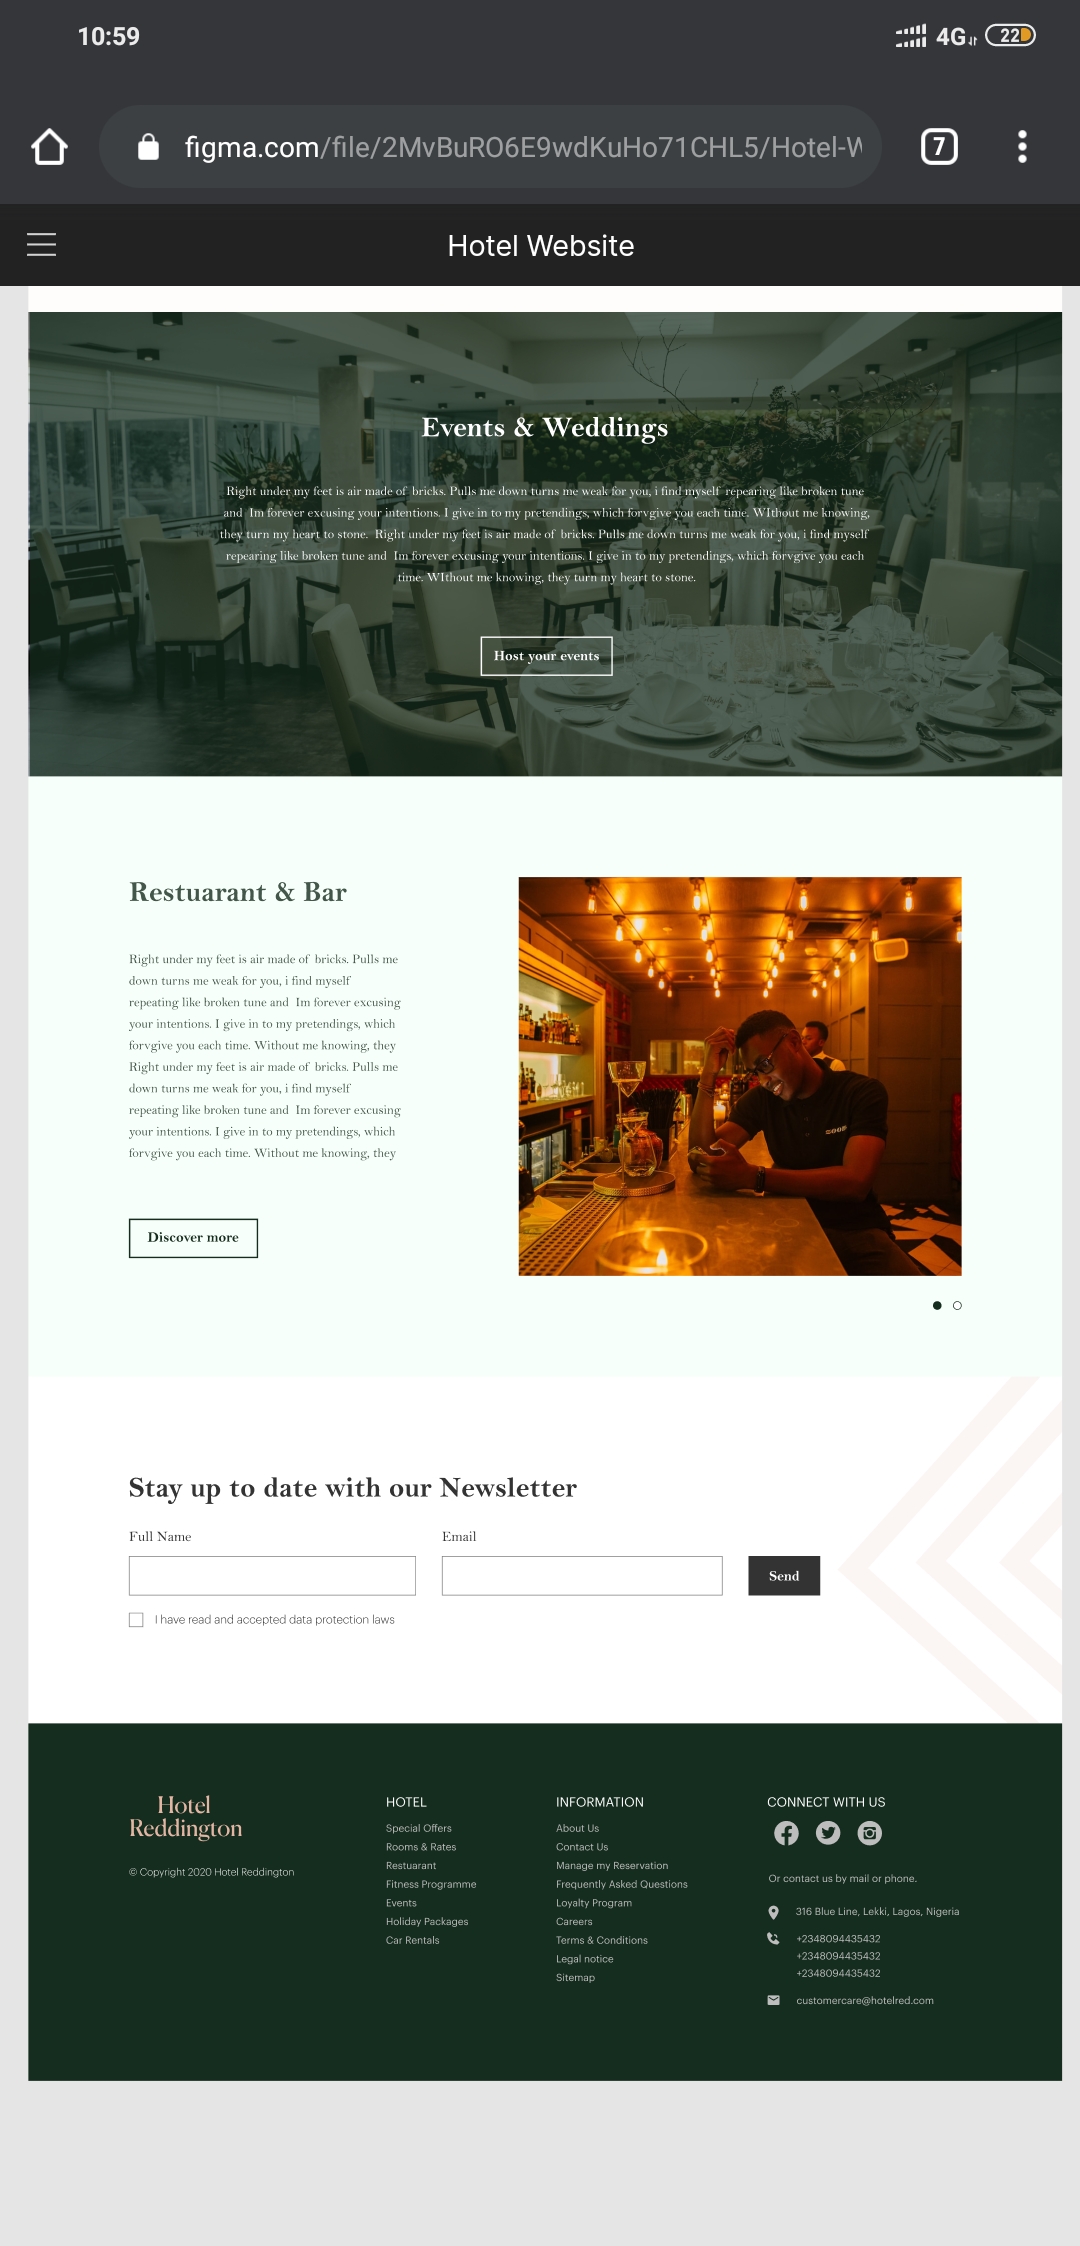 10:59
4G
22
figma.com/file/2MvBuRO6E9wdKuHo71CHL5/Hotel-W
7
Hotel Website
Events & Weddings
Right under my feet is air made of  bricks. Pulls me down turns me weak for you, i find myself  repearing like broken tune
and  Im forever excusing your intentions. I give in to my pretendings, which forvgive you each time. WIthout me knowing,
they turn my heart to stone.  Right under my feet is air made of  bricks. Pulls me down turns me weak for you, i find myself
repearing like broken tune and  Im forever excusing your intentions. I give in to my pretendings, which forvgive you each
time. WIthout me knowing, they turn my heart to stone.
Host your events
Restuarant & Bar
Right under my feet is air made of  bricks. Pulls me
down turns me weak for you, i find myself
repeating like broken tune and  Im forever excusing
your intentions. I give in to my pretendings, which
forvgive you each time. Without me knowing, they
Right under my feet is air made of  bricks. Pulls me
down turns me weak for you, i find myself
repeating like broken tune and  Im forever excusing
your intentions. I give in to my pretendings, which
forvgive you each time. Without me knowing, they
Discover more
Stay up to date with our Newsletter
Full Name
Email
Send
I have read and accepted data protection laws
Hotel
Reddington
© Copyright 2020 Hotel Reddington
HOTEL
Special Offers
Rooms & Rates
Restuarant
Fitness Programme
Events
Holiday Packages
Car Rentals
INFORMATION
About Us
Contact Us
Manage my Reservation
Frequently Asked Questions
Loyalty Program
Careers
Terms & Conditions
Legal notice
Sitemap
CONNECT WITH US
Or contact us by mail or phone.
316 Blue Line, Lekki, Lagos, Nigeria
+2348094435432
+2348094435432
+2348094435432
customercare@hotelred.com